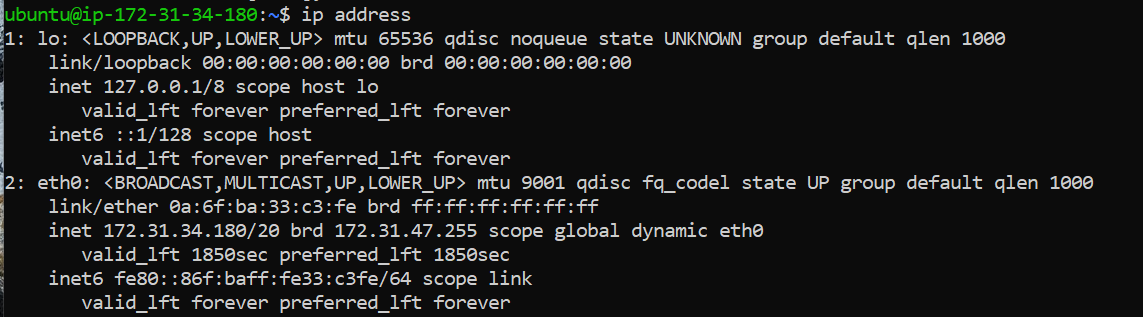 ubuntu@ip-172-31-34-180:~$ ip address
1: lo: <LOOPBACK,UP,LOWER_UP> mtu 65536 qdisc noqueue state UNKNOWN group default qlen 1000
    link/loopback 00:00:00:00:00:00 brd 00:00:00:00:00:00
    inet 127.0.0.1/8 scope host lo
       valid_lft forever preferred_lft forever
    inet6 ::1/128 scope host
       valid_lft forever preferred_lft forever
2: eth0: <BROADCAST,MULTICAST,UP,LOWER_UP> mtu 9001 qdisc fq_codel state UP group default qlen 1000
    link/ether 0a:6f:ba:33:c3:fe brd ff:ff:ff:ff:ff:ff
    inet 172.31.34.180/20 brd 172.31.47.255 scope global dynamic eth0
       valid_lft 1850sec preferred_lft 1850sec
    inet6 fe80::86f:baff:fe33:c3fe/64 scope link
       valid_lft forever preferred_lft forever